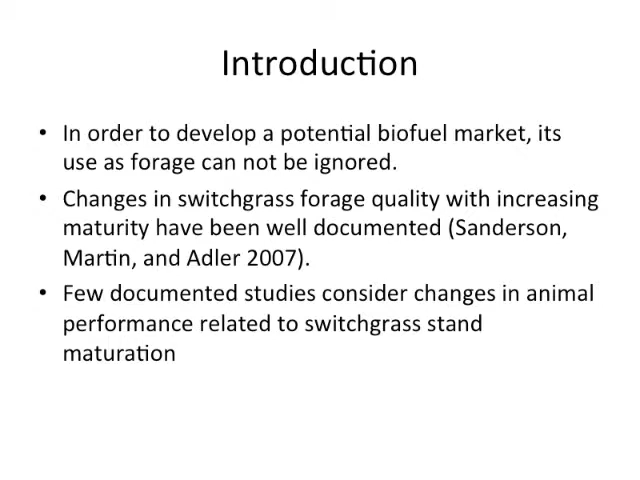 Introduction
• In order to develop a potential biofuel market, its
use as forage can not be ignored.
• Changes in switchgrass forage quality with increasing
maturity have been well documented (Sanderson,
Martin, and Adler 2007).
• Few documented studies consider changes in animal
performance related to switchgrass stand
maturation